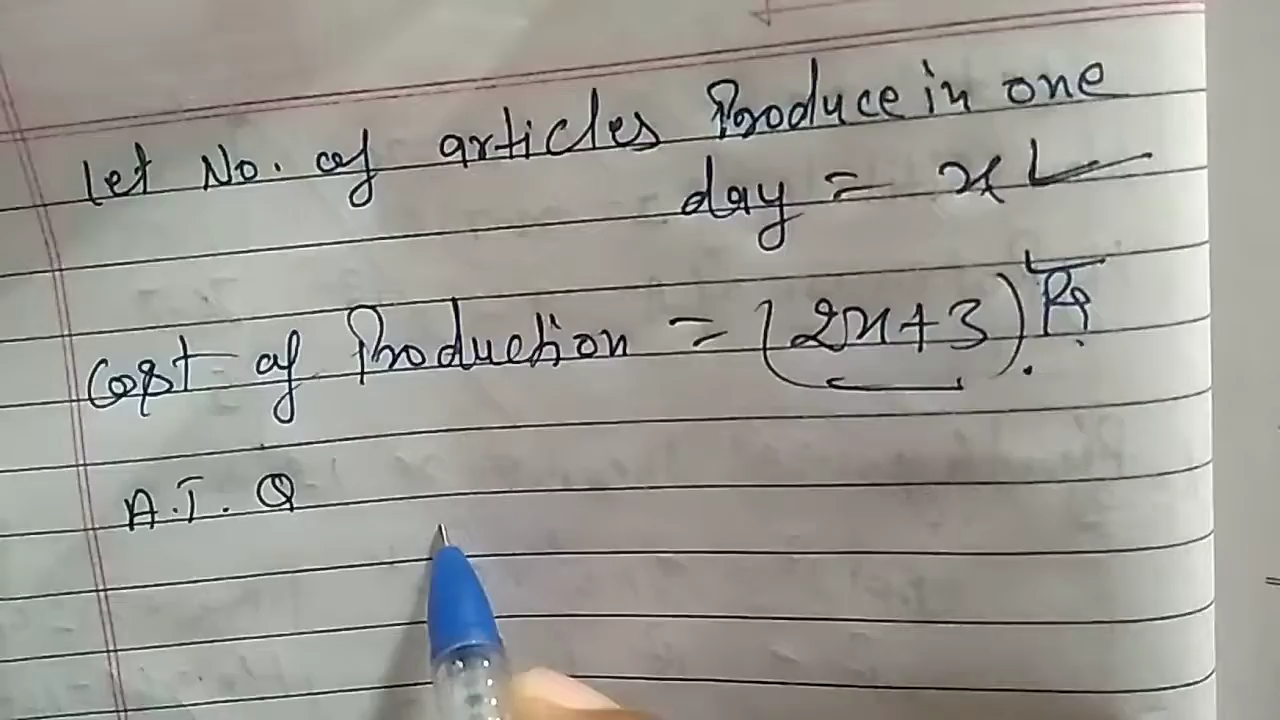 Let No. of articles Produce in one
day = x
Cost of Production = (2x+3) Rs.
A.T.Q